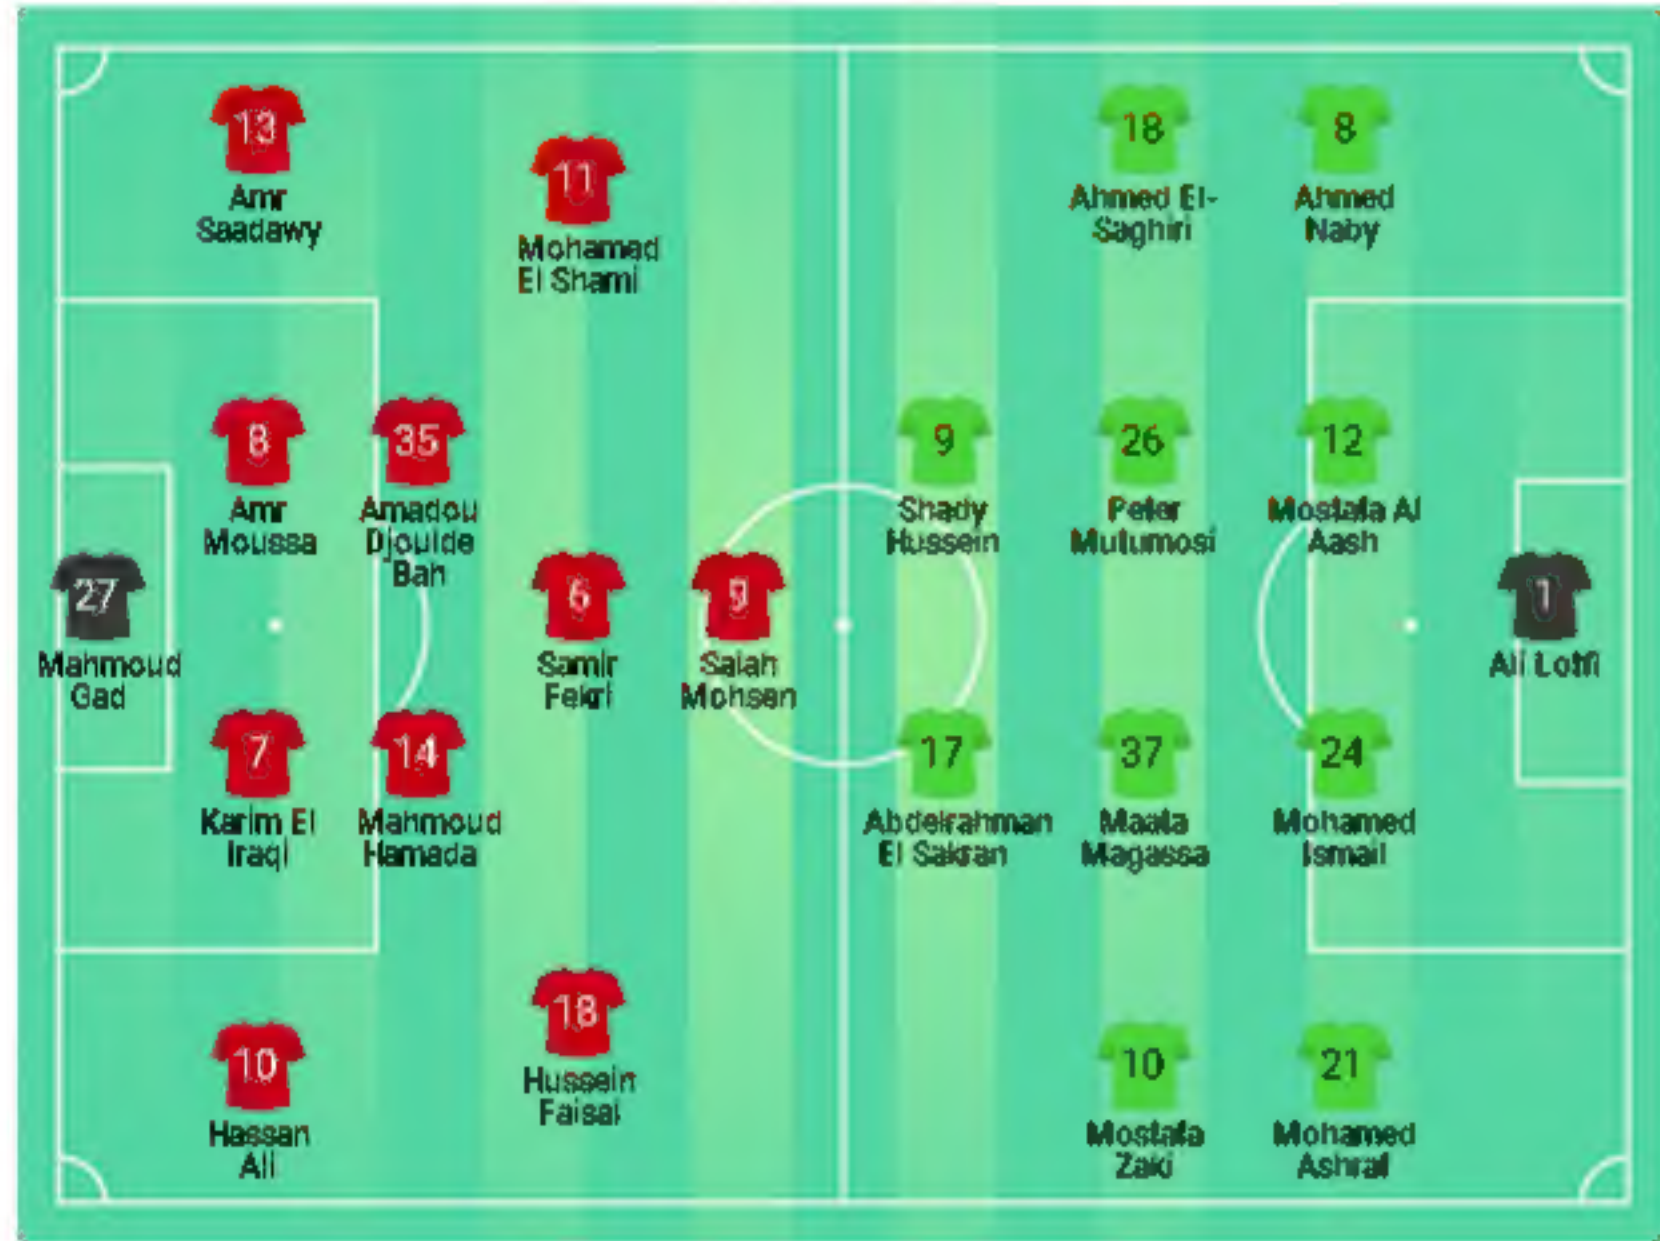 13
Amr
Saadawy
11
Mohamed
El Shami
18
Ahmed El-
Saghiri
8
Ahmed
Naby
8
Amr
Moussa
35
Amadou
Djoulde
Bah
9
Shady
Hussein
26
Peter
Mutumosi
12
Mostafa Al
Aash
27
Mahmoud
Gad
6
Samir
Fekri
9
Salah
Mohsen
1
Ali Lotfi
7
Karim El
Iraqi
14
Mahmoud
Hamada
17
Abdelrahman
El Sakran
37
Maata
Magassa
24
Mohamed
Ismail
10
Hassan
Ali
18
Hussein
Faisal
10
Mostafa
Zaki
21
Mohamed
Ashraf